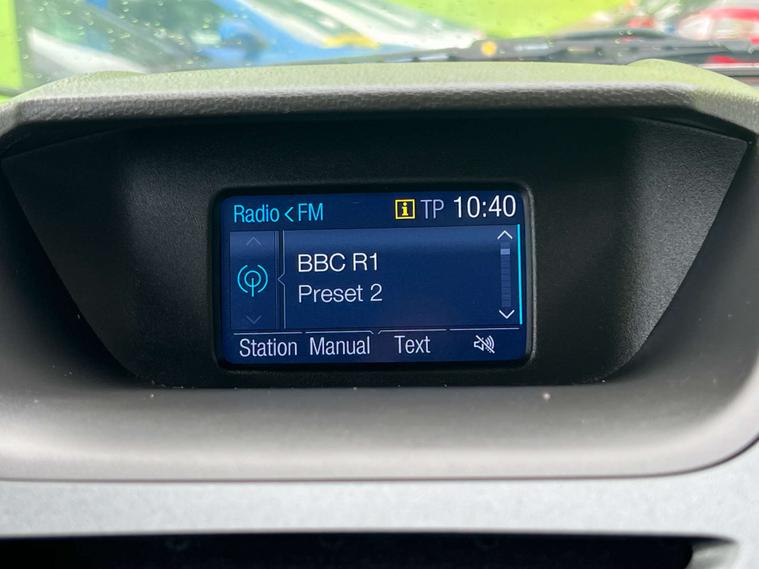 Radio < FM i TP 10:40
BBC R1
Preset 2
Station Manual Text